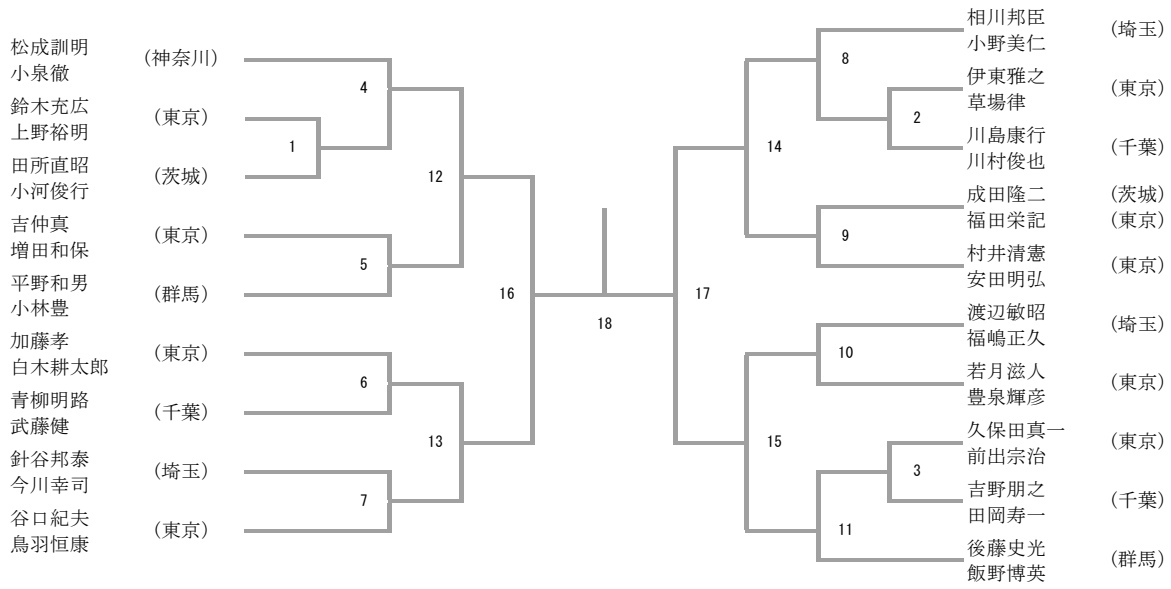 松成訓明
小泉徹
(神奈川)
鈴木充広
上野裕明
(東京)
田所直昭
小河俊行
(茨城)
吉仲真
増田和保
(東京)
平野和男
小林豊
(群馬)
加藤孝
白木耕太郎
(東京)
青柳明路
武藤健
(千葉)
針谷邦泰
今川幸司
(埼玉)
谷口紀夫
鳥羽恒康
(東京)
1
4
5
6
7
12
13
16
18
17
14
15
8
9
10
11
2
3
相川邦臣
小野美仁
(埼玉)
伊東雅之
草場律
(東京)
川島康行
川村俊也
(千葉)
成田隆二 (茨城)
福田栄記 (東京)
村井清憲
安田明弘
(東京)
渡辺敏昭
福嶋正久
(埼玉)
若月滋人
豊泉輝彦
(東京)
久保田真一
前出宗治
(東京)
吉野朋之
田岡寿一
(千葉)
後藤史光
飯野博英
(群馬)